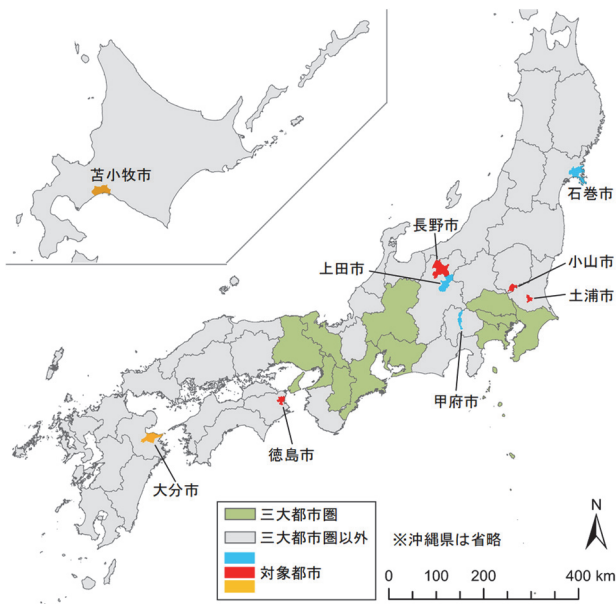 苫小牧市
石巻市
長野市
上田市
小山市
土浦市
甲府市
徳島市
大分市
三大都市圏
三大都市圏以外
対象都市
※沖縄県は省略
N
0 100 200 400 km